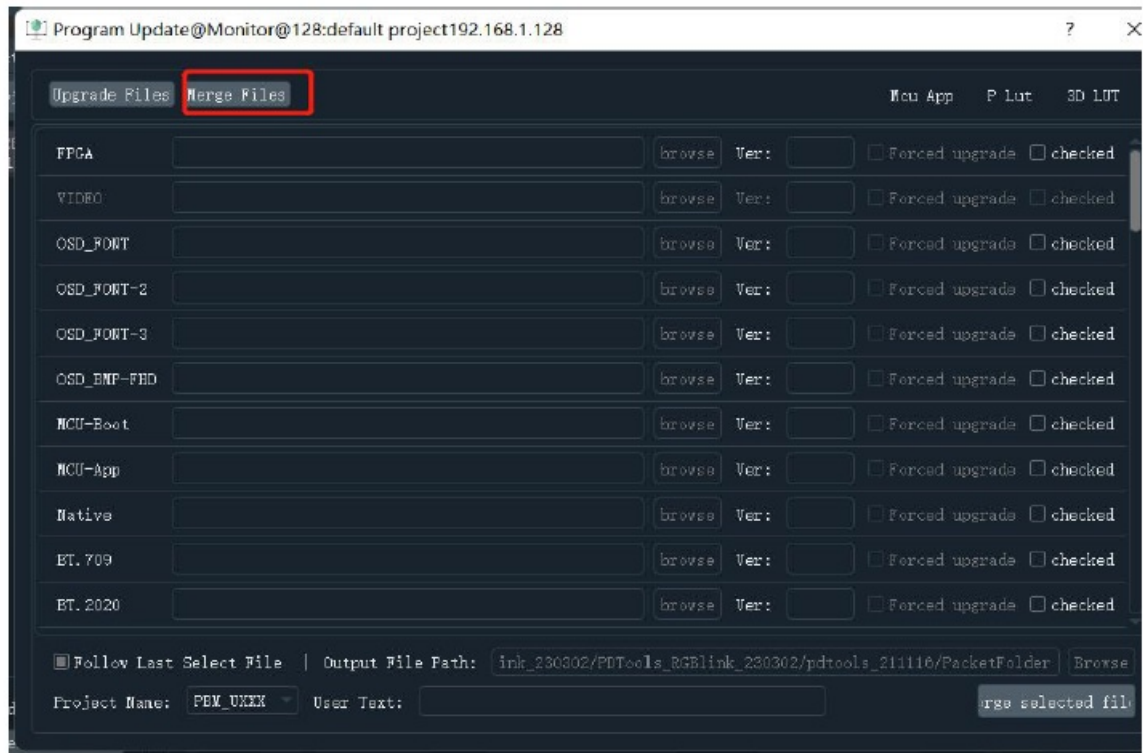 Program Update@Monitor@128:default project192.168.1.128 ? ×
Upgrade Files Merge Files Mcu App P Lut 3D LUT
FPGA browse Ver: Forced upgrade checked
VIDEO browse Ver: Forced upgrade checked
OSD_FONT browse Ver: Forced upgrade checked
OSD_FONT-2 browse Ver: Forced upgrade checked
OSD_FONT-3 browse Ver: Forced upgrade checked
OSD_BMP-FHD browse Ver: Forced upgrade checked
MCU-Boot browse Ver: Forced upgrade checked
MCU-App browse Ver: Forced upgrade checked
Native browse Ver: Forced upgrade checked
BT.709 browse Ver: Forced upgrade checked
BT.2020 browse Ver: Forced upgrade checked
Follow Last Select File | Output File Path: ink_230302/PDTools_RGBlink_230302/pdtools_211116/PacketFolder Browse
Project Name: PBM_UXXX User Text: rge selected fil